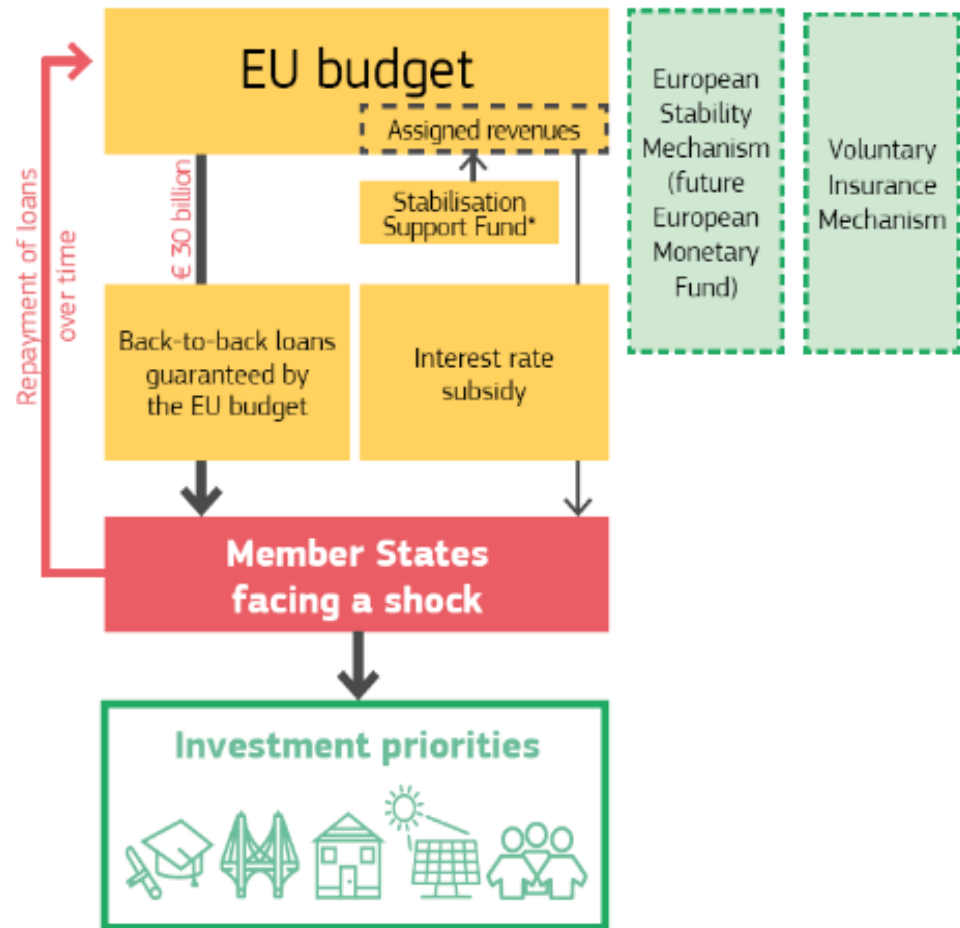 EU budget
Assigned revenues
Stabilisation
Support Fund*
€ 30 billion
Repayment of loans
over time
Back-to-back loans
guaranteed by
the EU budget
Interest rate
subsidy
Member States
facing a shock
Investment priorities
European
Stability
Mechanism
(future
European
Monetary
Fund)
Voluntary
Insurance
Mechanism